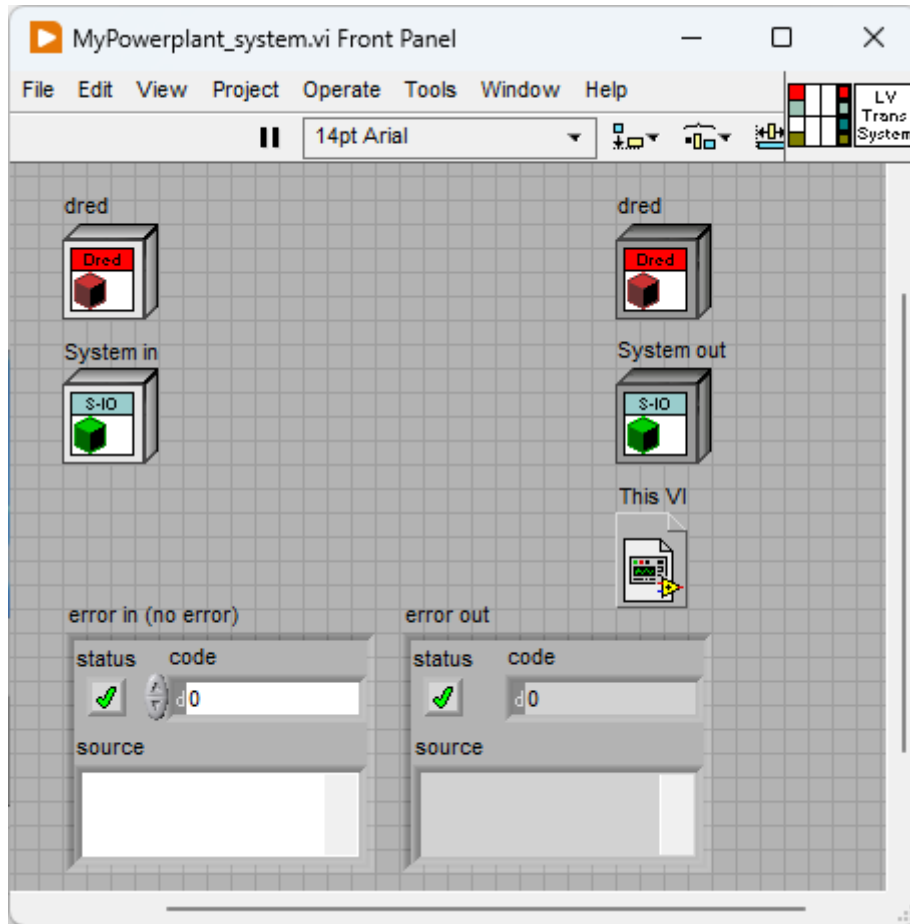 MyPowerplant_system.vi Front Panel
File Edit View Project Operate Tools Window Help
14pt Arial
LV
Trans
System
dred
dred
Dred
Dred
System in
System out
S-IO
S-IO
This VI
error in (no error)
error out
status code
status code
d 0
d 0
source
source